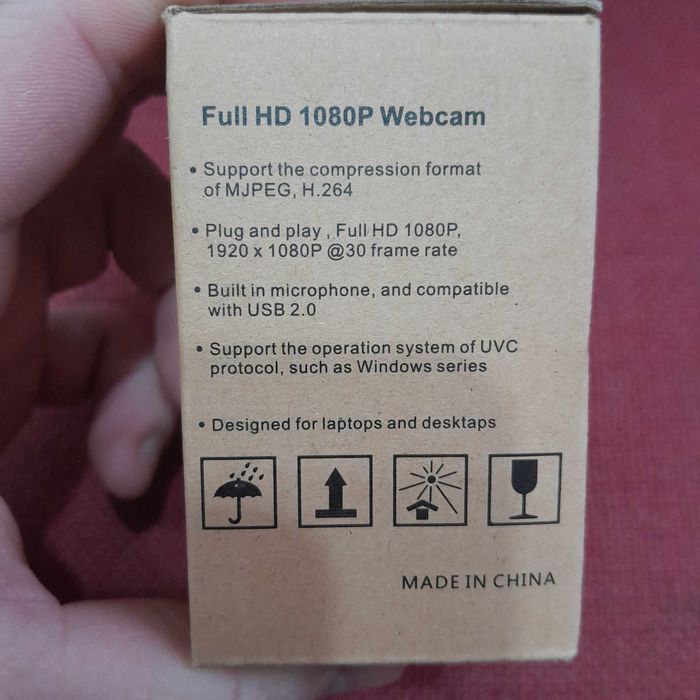 Full HD 1080P Webcam
• Support the compression format
of MJPEG, H.264
• Plug and play , Full HD 1080P,
1920 x 1080P @30 frame rate
• Built in microphone, and compatible
with USB 2.0
• Support the operation system of UVC
protocol, such as Windows series
• Designed for laptops and desktaps
MADE IN CHINA